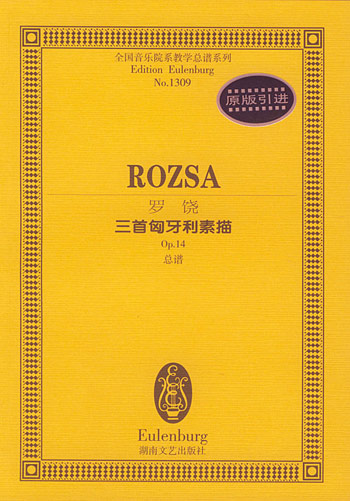 全国音乐院系教学总谱系列
Edition Eulenburg
No.1309
原版引进
ROZSA
罗饶
三首匈牙利素描
Op.14
总谱
Eulenburg
湖南文艺出版社